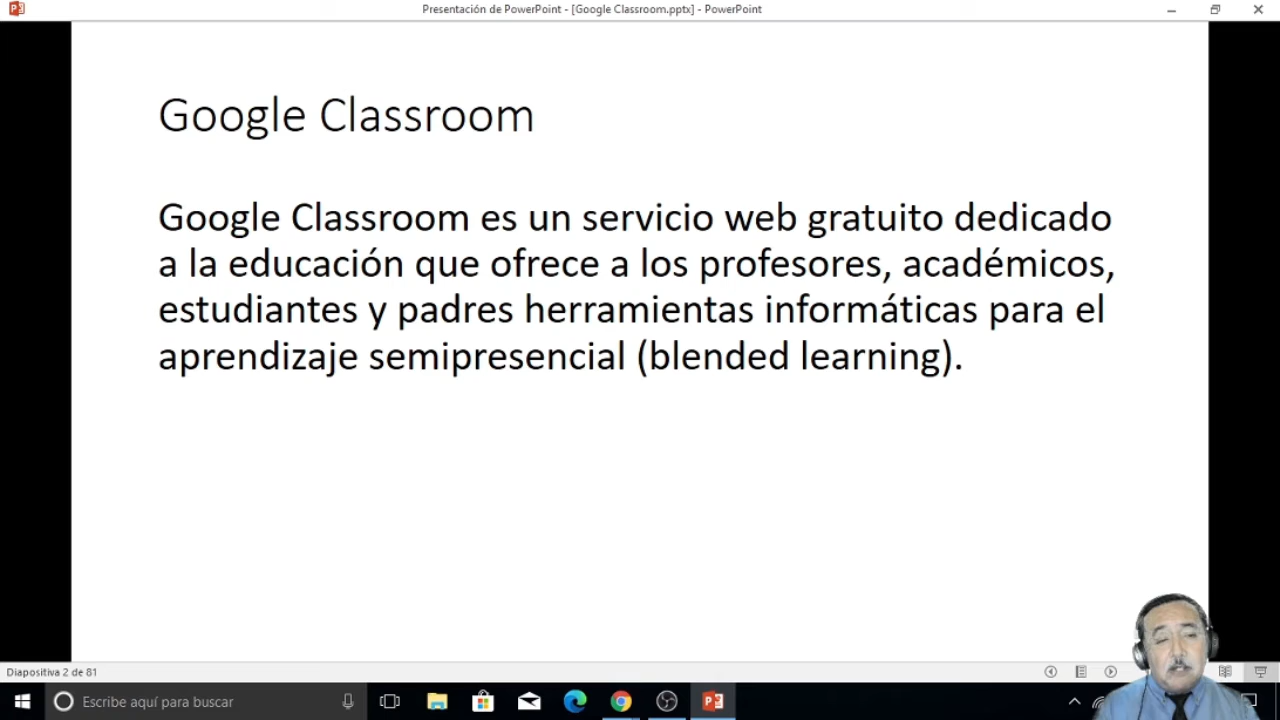 Presentación de PowerPoint - [Google Classroom.pptx] - PowerPoint
Google Classroom
Google Classroom es un servicio web gratuito dedicado
a la educación que ofrece a los profesores, académicos,
estudiantes y padres herramientas informáticas para el
aprendizaje semipresencial (blended learning).
Diapositiva 2 de 81
Escribe aquí para buscar